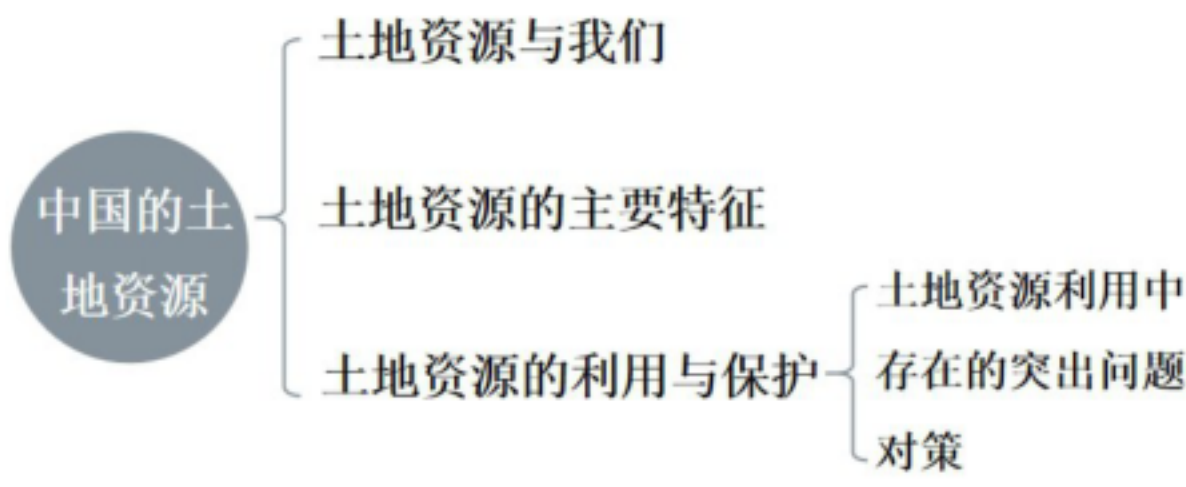 中国的土
地资源
土地资源与我们
土地资源的主要特征
土地资源的利用与保护
土地资源利用中
存在的突出问题
对策